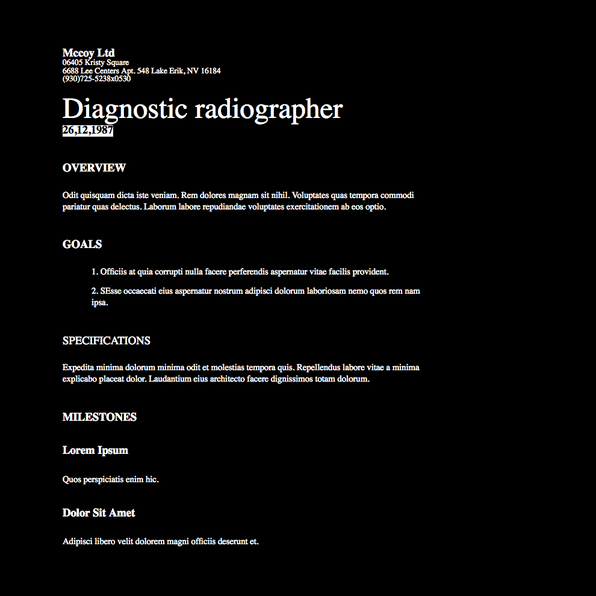 Mccoy Ltd
06405 Kristy Square
6688 Lee Centers Apt. 548 Lake Erik, NV 16184
(930)725-5238x0530
Diagnostic radiographer
26,12,1987
OVERVIEW
Odit quisquam dicta iste veniam. Rem dolores magnam sit nihil. Voluptates quas tempora commodi
pariatur quas delectus. Laborum labore repudiandae voluptates exercitationem ab eos optio.
GOALS
1. Officiis at quia corrupti nulla facere perferendis aspernatur vitae facilis provident.
2. SEsse occaecati eius aspernatur nostrum adipisci dolorum laboriosam nemo quos rem nam
ipsa.
SPECIFICATIONS
Expedita minima dolorum minima odit et molestias tempora quis. Repellendus labore vitae a minima
explicabo placeat dolor. Laudantium eius architecto facere dignissimos totam dolorum.
MILESTONES
Lorem Ipsum
Quos perspiciatis enim hic.
Dolor Sit Amet
Adipisci libero velit dolorem magni officiis deserunt et.